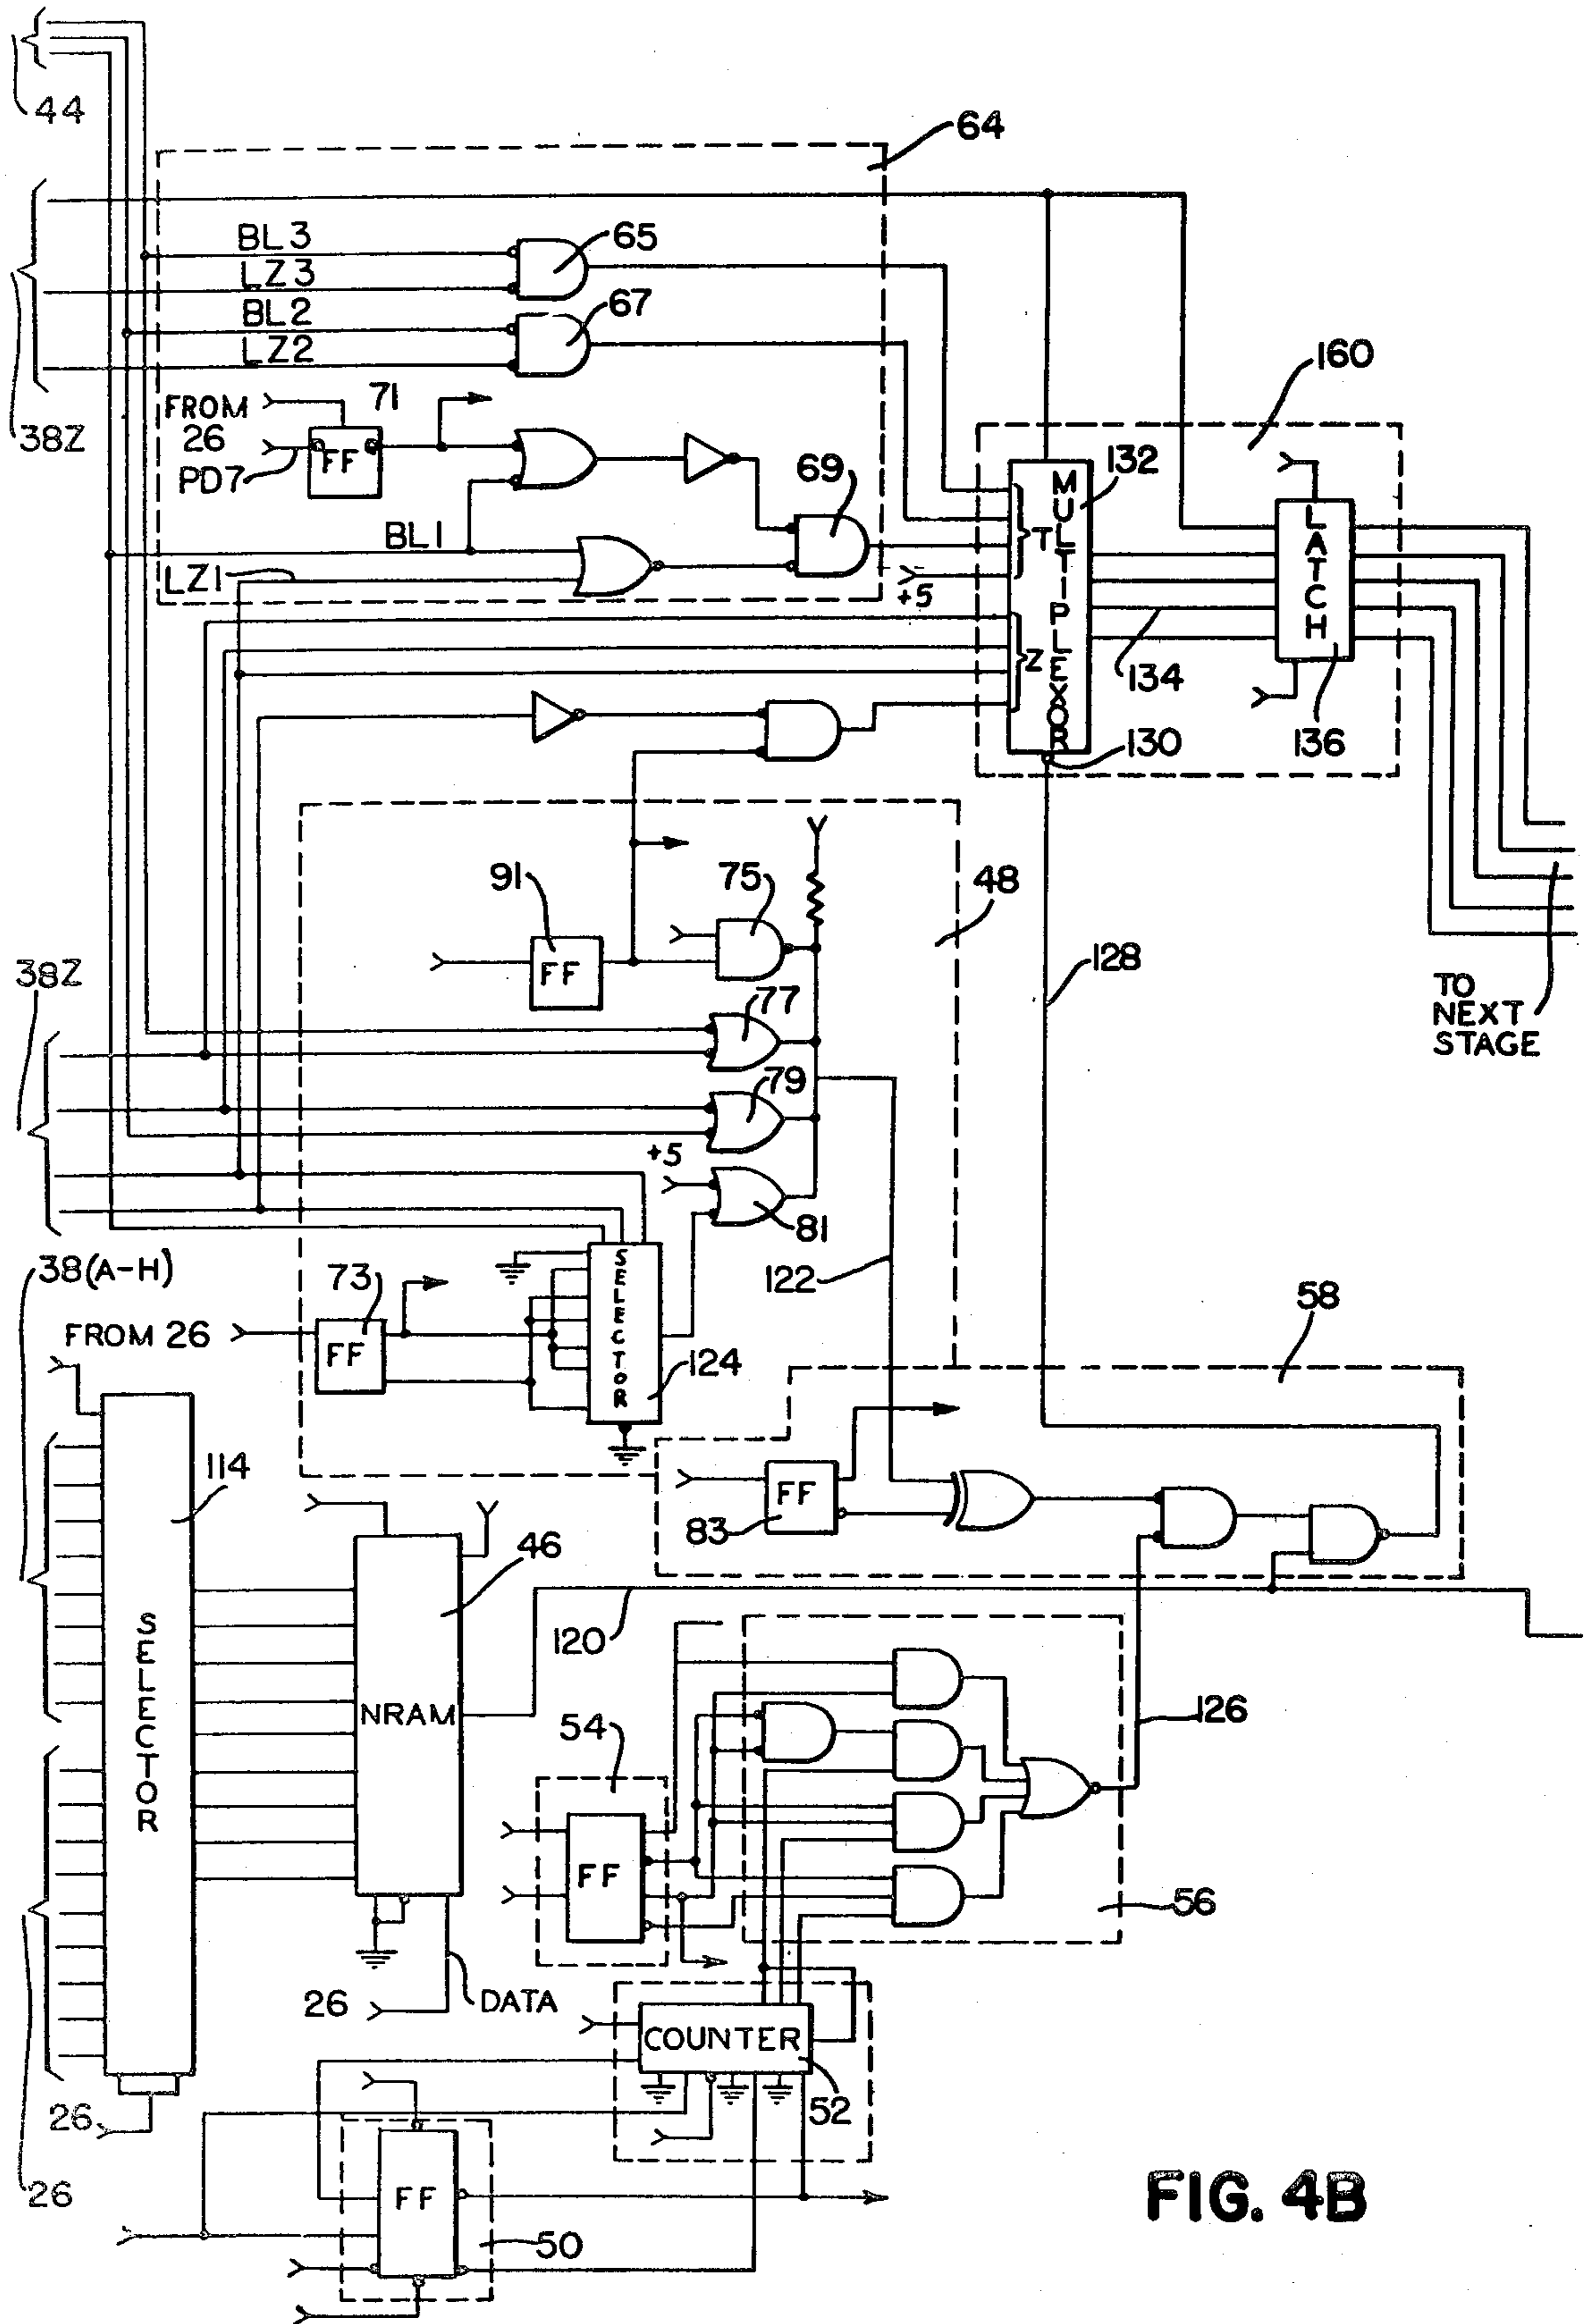 44
64
BL3
65
LZ3
BL2
67
LZ2
160
38Z
FROM
26
71
FF
PD7
69
132
MULTIPLEXOR
T
BL1
LZ1
+5
LATCH
Z
134
136
130
91
75
48
FF
38Z
128
77
TO
NEXT
STAGE
79
+5
81
38(A-H)
73
SELECTOR
122
58
FROM 26
FF
124
114
FF
83
46
SELECTOR
120
NRAM
54
126
FF
56
26
DATA
COUNTER
52
26
26
FF
50
FIG. 4B